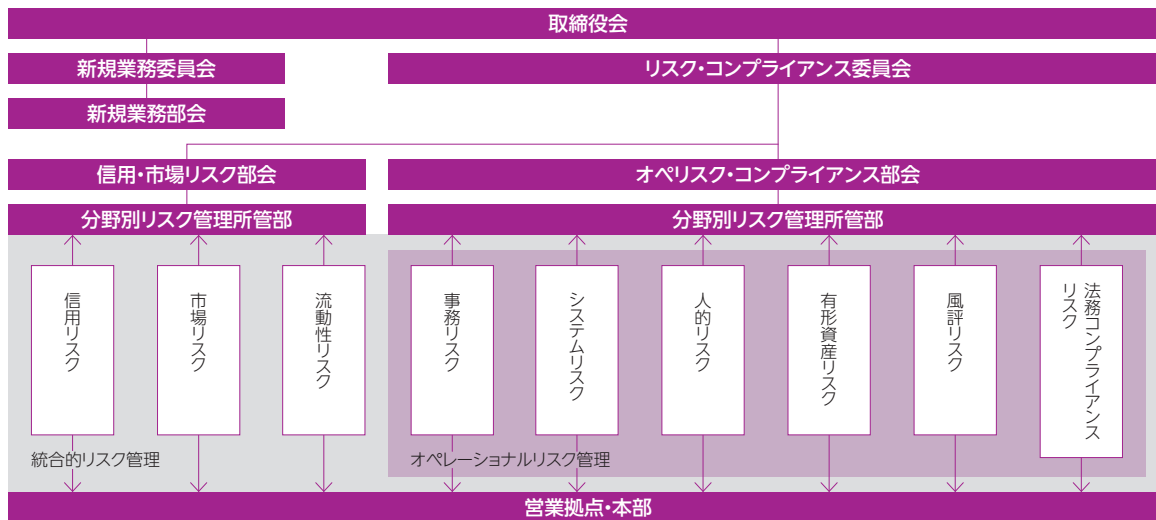 取締役会
新規業務委員会
リスク・コンプライアンス委員会
新規業務部会
信用・市場リスク部会
オペリスク・コンプライアンス部会
分野別リスク管理所管部
分野別リスク管理所管部
信用リスク
市場リスク
流動性リスク
事務リスク
システムリスク
人的リスク
有形資産リスク
風評リスク
法務コンプライアンス
リスク
統合的リスク管理
オペレーショナルリスク管理
営業拠点・本部